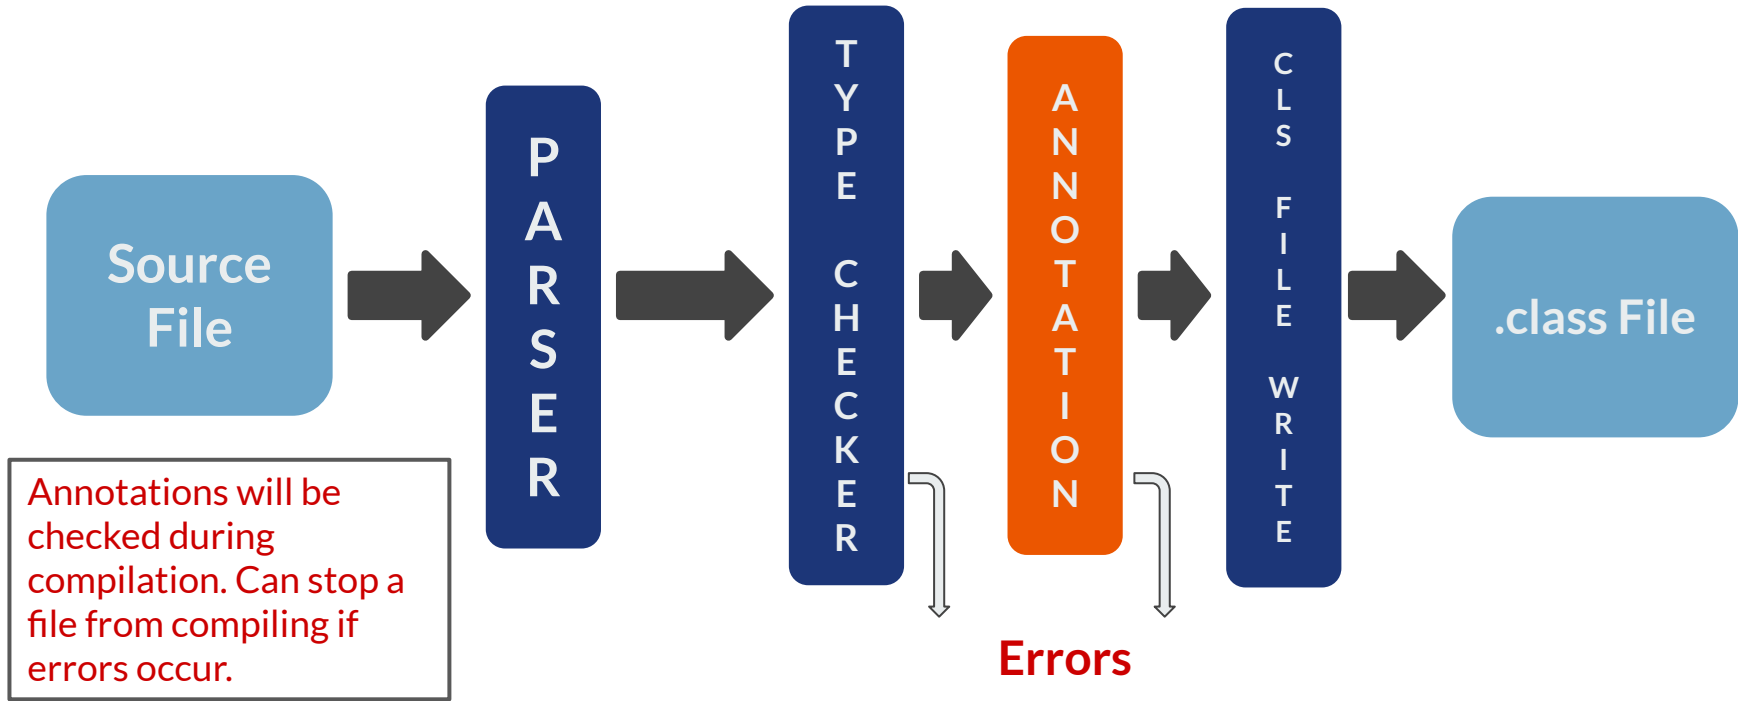 Source
File
PARSER
TYPE CHECKER
ANNOTATION
CLS FILE WRITE
.class File
Annotations will be
checked during
compilation. Can stop a
file from compiling if
errors occur.
Errors